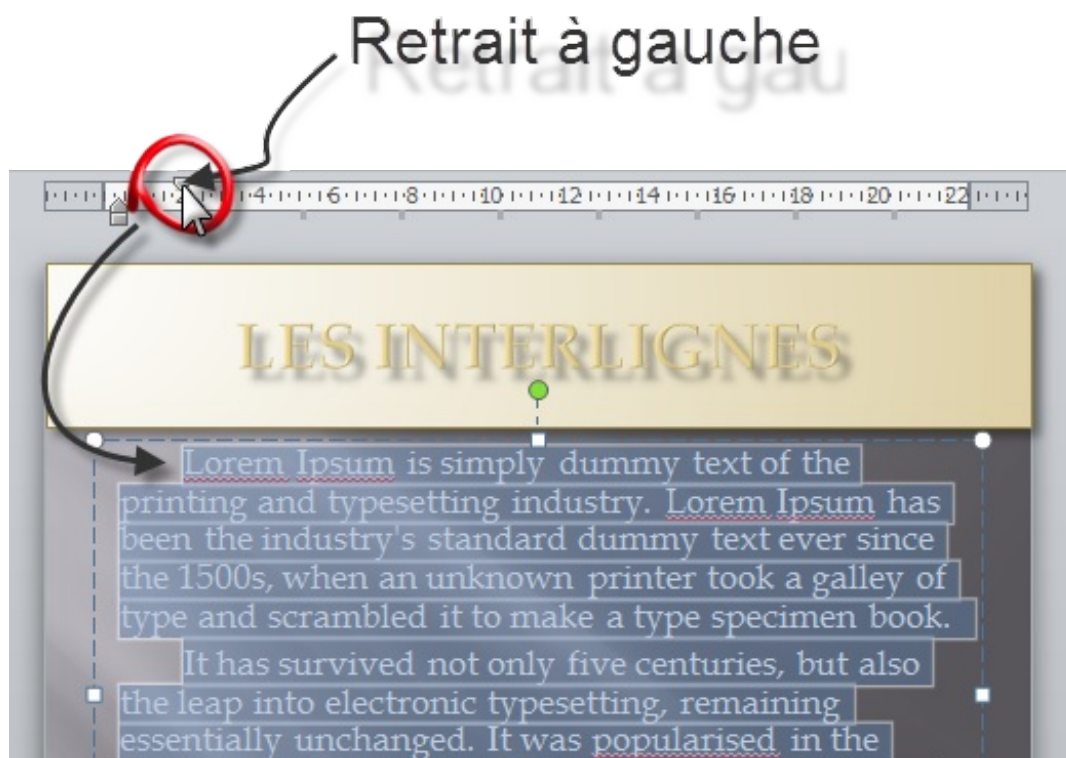 Retrait à gauche
2 4 6 8 10 12 14 16 18 20 22
LES INTERLIGNES
Lorem Ipsum is simply dummy text of the
printing and typesetting industry. Lorem Ipsum has
been the industry's standard dummy text ever since
the 1500s, when an unknown printer took a galley of
type and scrambled it to make a type specimen book.
It has survived not only five centuries, but also
the leap into electronic typesetting, remaining
essentially unchanged. It was popularised in the